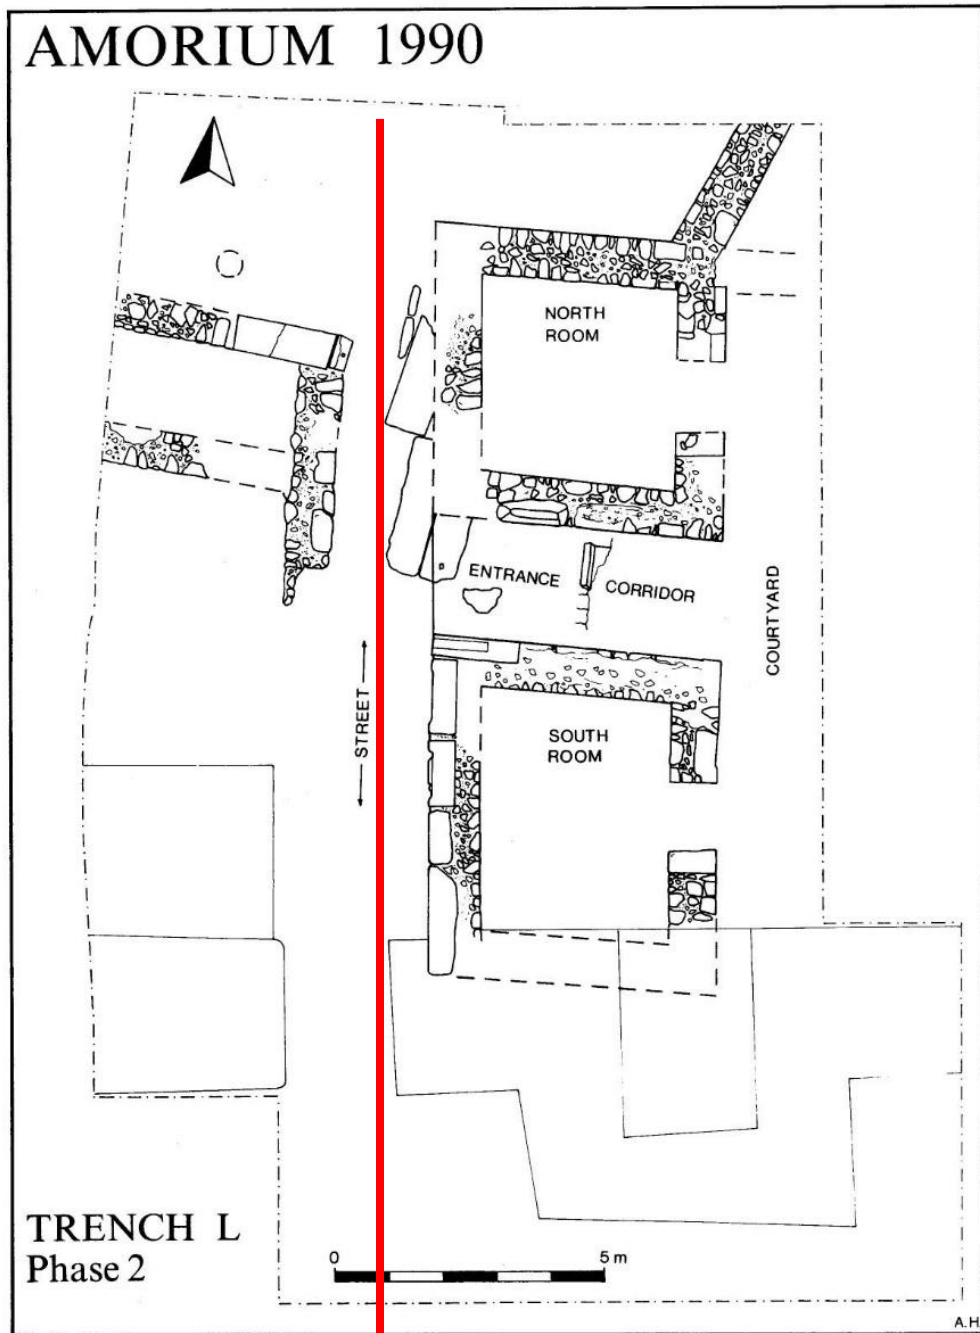 AMORIUM 1990
NORTH
ROOM
ENTRANCE CORRIDOR
COURTYARD
STREET
SOUTH
ROOM
TRENCH L
Phase 2
0 5 m
A.H